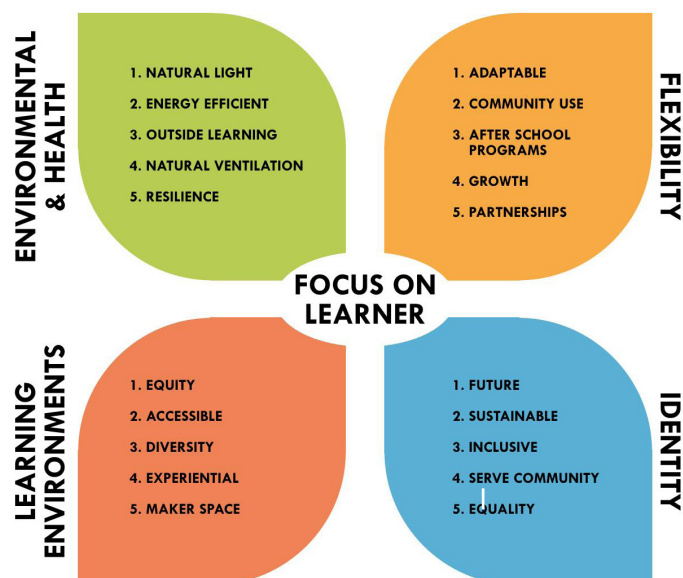 ENVIRONMENTAL
& HEALTH
1. NATURAL LIGHT
2. ENERGY EFFICIENT
3. OUTSIDE LEARNING
4. NATURAL VENTILATION
5. RESILIENCE
1. ADAPTABLE
2. COMMUNITY USE
3. AFTER SCHOOL
PROGRAMS
4. GROWTH
5. PARTNERSHIPS
FLEXIBILITY
FOCUS ON
LEARNER
LEARNING
ENVIRONMENTS
1. EQUITY
2. ACCESSIBLE
3. DIVERSITY
4. EXPERIENTIAL
5. MAKER SPACE
1. FUTURE
2. SUSTAINABLE
3. INCLUSIVE
4. SERVE COMMUNITY
5. EQUALITY
IDENTITY